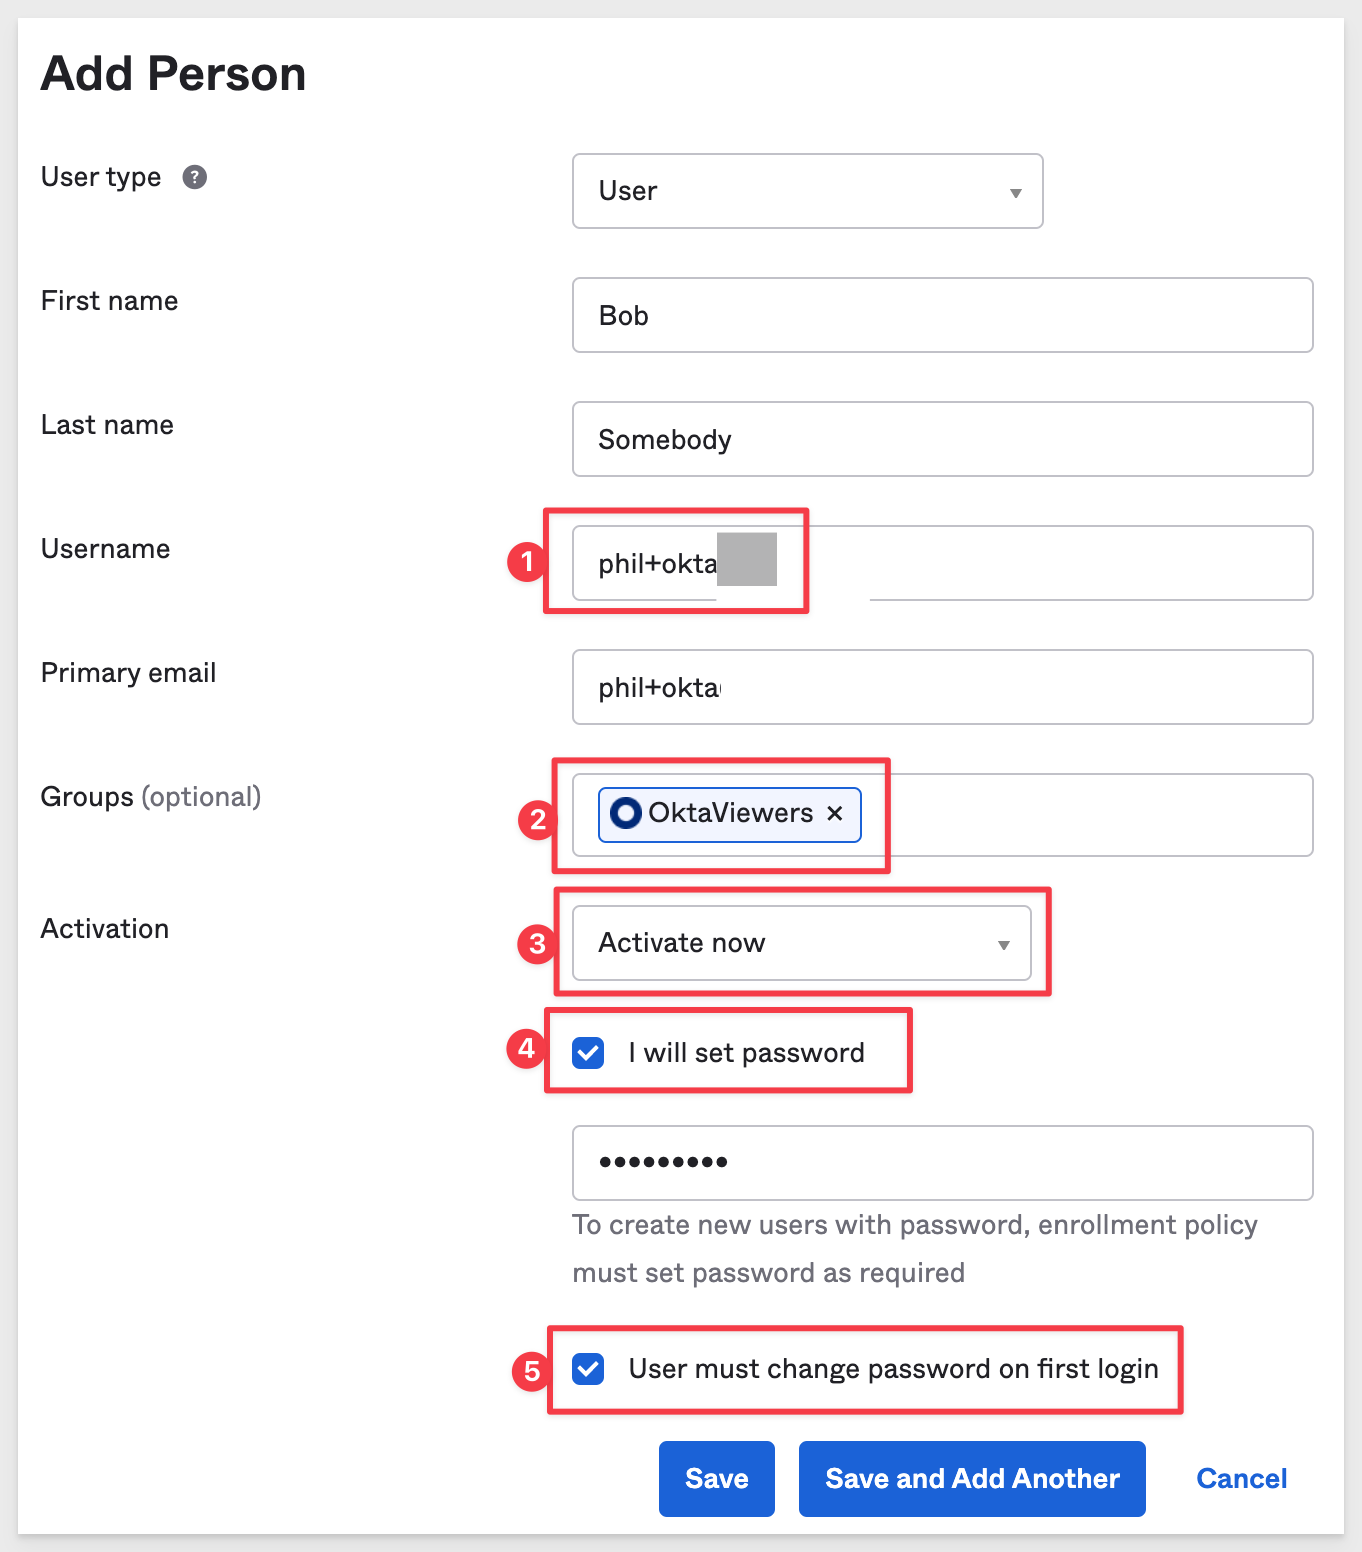 Add Person
User type ?
User
First name
Bob
Last name
Somebody
Username
1
phil+okta
Primary email
phil+okta
Groups (optional)
2
OktaViewers ×
Activation
3
Activate now
4
I will set password
•••••••••
To create new users with password, enrollment policy
must set password as required
5
User must change password on first login
Save
Save and Add Another
Cancel